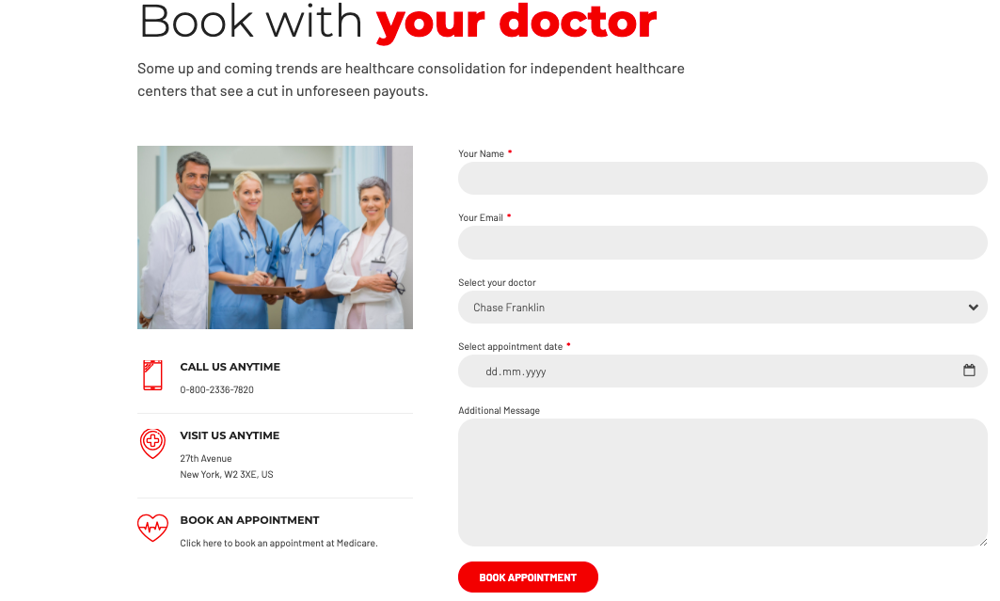 Book with your doctor
Some up and coming trends are healthcare consolidation for independent healthcare
centers that see a cut in unforeseen payouts.
CALL US ANYTIME
0-800-2336-7820
VISIT US ANYTIME
27th Avenue
New York, W2 3XE, US
BOOK AN APPOINTMENT
Click here to book an appointment at Medicare.
Your Name *
Your Email *
Select your doctor
Chase Franklin
Select appointment date *
dd.mm.yyyy
Additional Message
BOOK APPOINTMENT